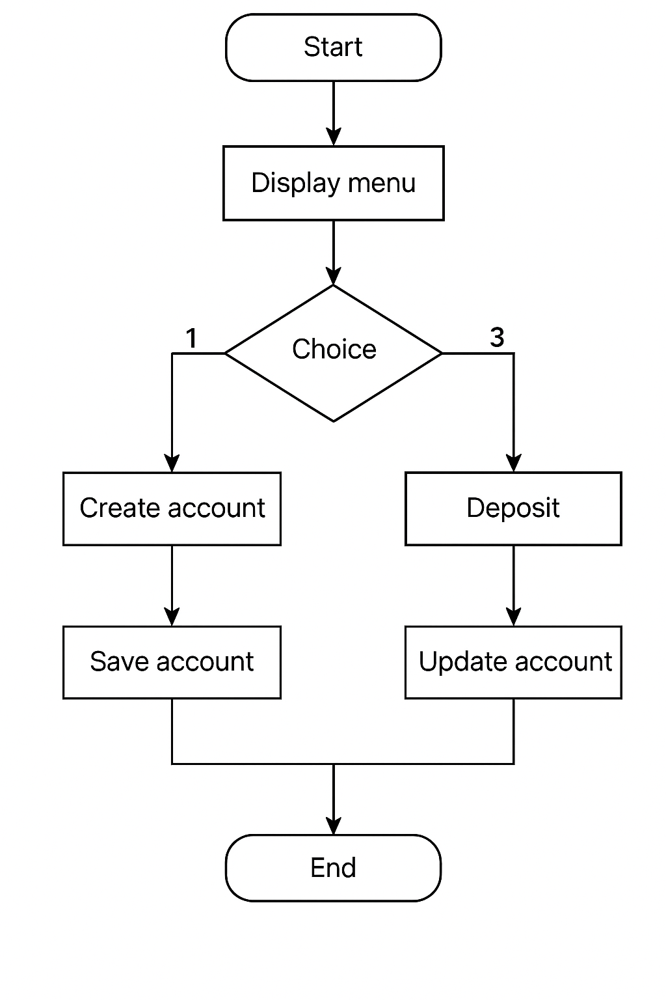 Start
Display menu
Choice
1
3
Create account
Deposit
Save account
Update account
End